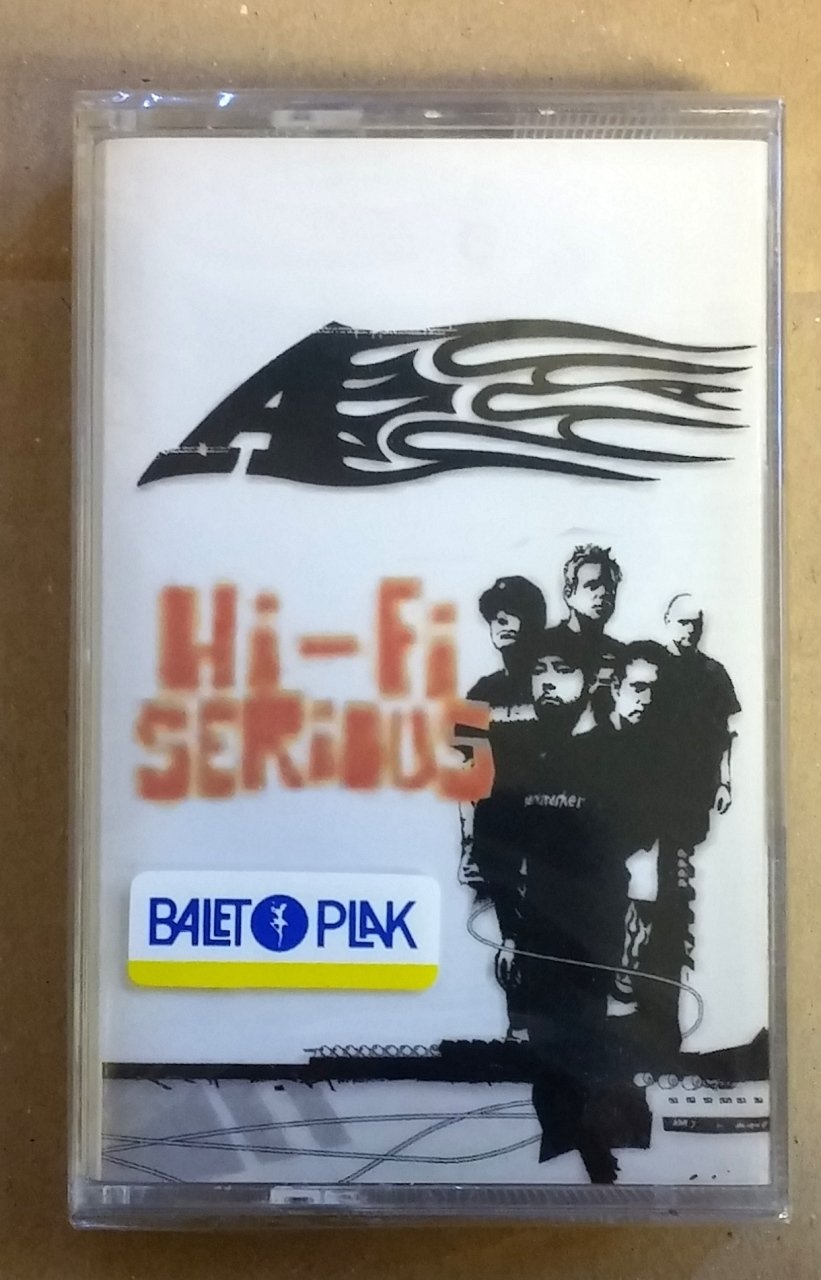 A
Hi-Fi
SERiOUS
BALET PLAK